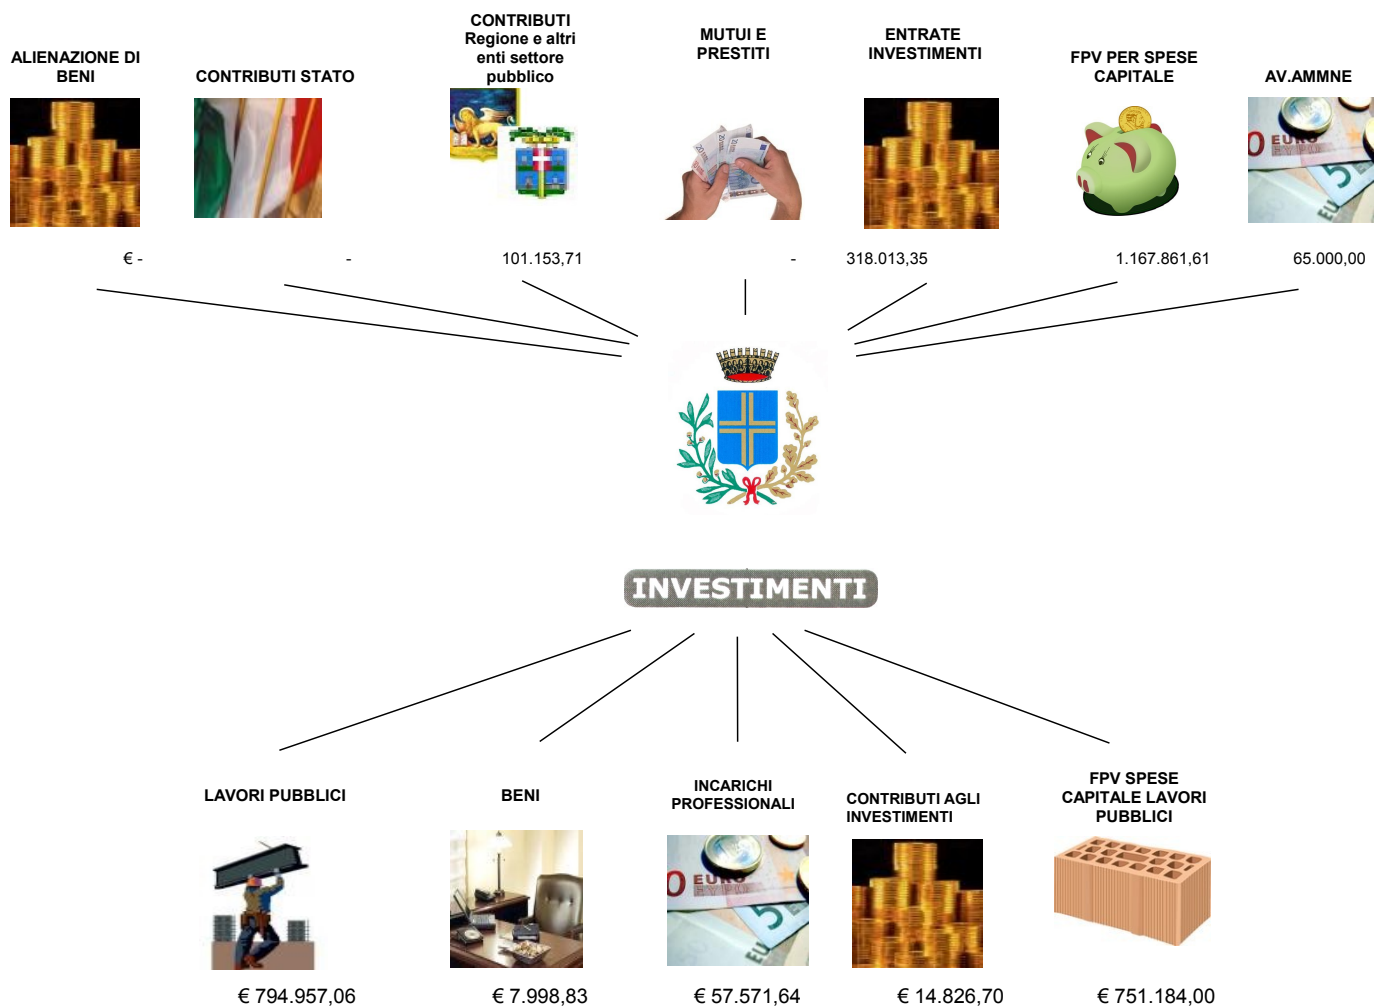 ALIENAZIONE DI
BENI
CONTRIBUTI STATO
CONTRIBUTI
Regione e altri
enti settore
pubblico
MUTUI E
PRESTITI
ENTRATE
INVESTIMENTI
FPV PER SPESE
CAPITALE
AV.AMMNE
€ -
-
101.153,71
-
318.013,35
1.167.861,61
65.000,00
INVESTIMENTI
LAVORI PUBBLICI
BENI
INCARICHI
PROFESSIONALI
CONTRIBUTI AGLI
INVESTIMENTI
FPV SPESE
CAPITALE LAVORI
PUBBLICI
€ 794.957,06
€ 7.998,83
€ 57.571,64
€ 14.826,70
€ 751.184,00